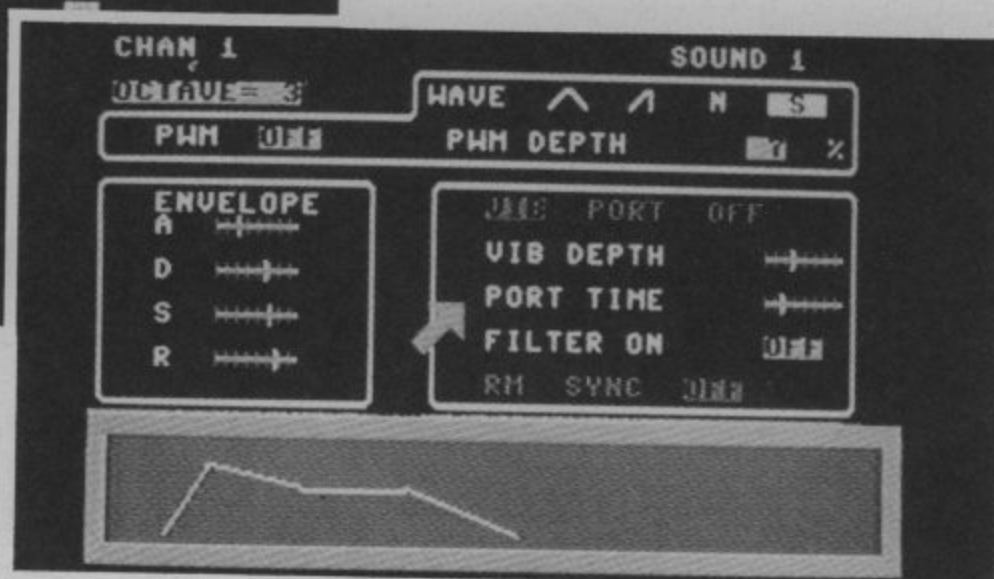 CHAN 1
SOUND 1
OCTAVE= 3
WAVE N S
PWM OFF
PWM DEPTH %
ENVELOPE
A
D
S
R
PORT OFF
VIB DEPTH
PORT TIME
FILTER ON OFF
RM SYNC OFF